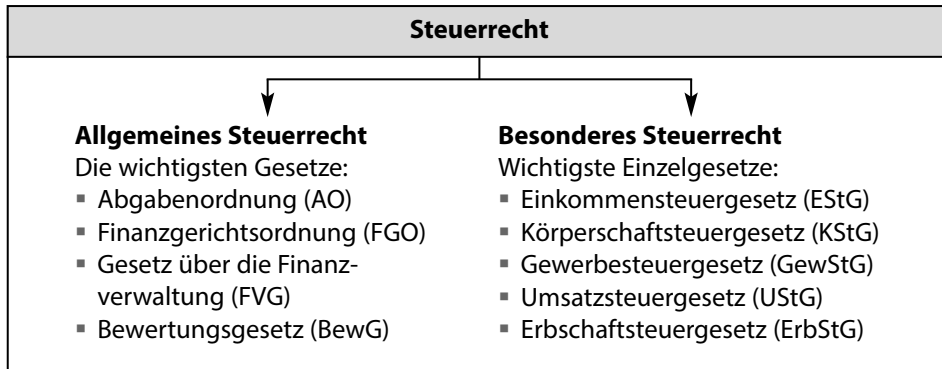 Steuerrecht
Allgemeines Steuerrecht
Die wichtigsten Gesetze:
▪ Abgabenordnung (AO)
▪ Finanzgerichtsordnung (FGO)
▪ Gesetz über die Finanz-
verwaltung (FVG)
▪ Bewertungsgesetz (BewG)
Besonderes Steuerrecht
Wichtigste Einzelgesetze:
▪ Einkommensteuergesetz (EStG)
▪ Körperschaftsteuergesetz (KStG)
▪ Gewerbesteuergesetz (GewStG)
▪ Umsatzsteuergesetz (UStG)
▪ Erbschaftsteuergesetz (ErbStG)